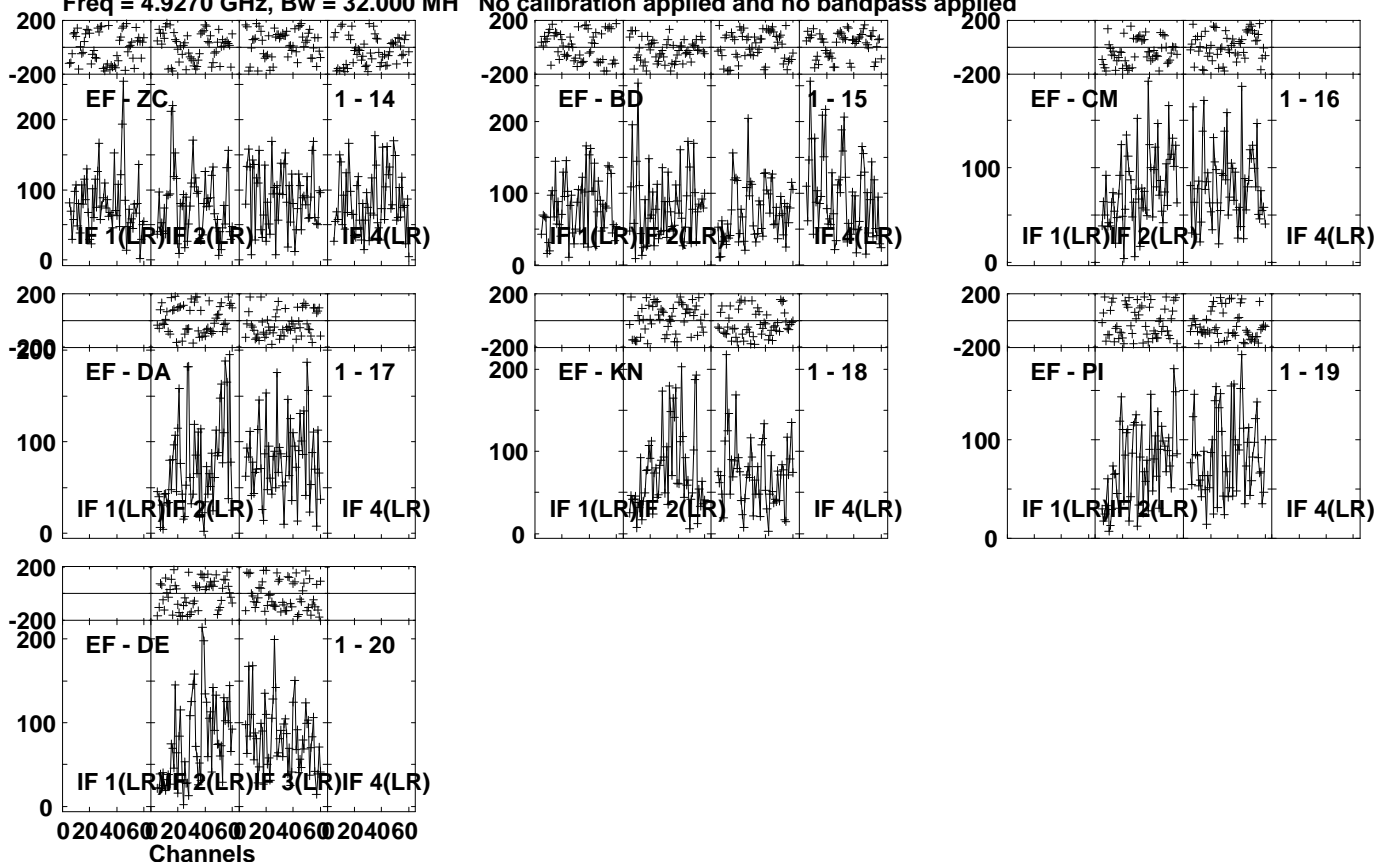 Freq = 4.9270 GHz, Bw = 32.000 MH No calibration applied and no bandpass applied
200
-200
EF - ZC 1 - 14
200
100
IF 1(LR) IF 2(LR) IF 4(LR)
0
200
-200
EF - BD 1 - 15
200
100
IF 1(LR) IF 2(LR) IF 4(LR)
0
200
-200
EF - CM 1 - 16
200
100
IF 1(LR) IF 2(LR) IF 4(LR)
0
200
-200
200
EF - DA 1 - 17
100
IF 1(LR) IF 2(LR) IF 4(LR)
0
200
-200
200
EF - KN 1 - 18
100
IF 1(LR) IF 2(LR) IF 4(LR)
0
200
-200
EF - PI 1 - 19
100
IF 1(LR) IF 2(LR) IF 4(LR)
0
200
-200
200
EF - DE 1 - 20
100
IF 1(LR) IF 2(LR) IF 3(LR) IF 4(LR)
0
0 20 40 60 0 20 40 60 0 20 40 60 0 20 40 60
Channels